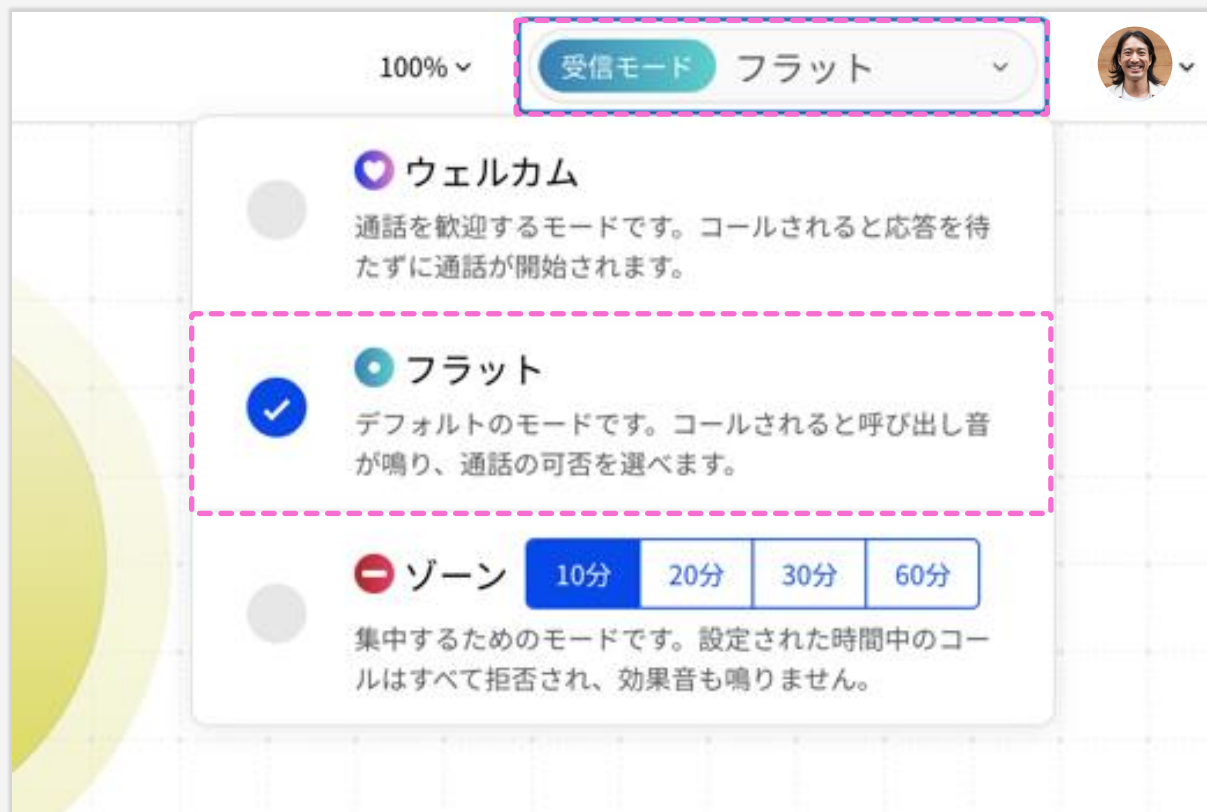 100%
受信モード フラット
ウェルカム
通話を歓迎するモードです。コールされると応答を待
たずに通話が開始されます。
フラット
デフォルトのモードです。コールされると呼び出し音
が鳴り、通話の可否を選べます。
ゾーン 10分 20分 30分 60分
集中するためのモードです。設定された時間中のコー
ルはすべて拒否され、効果音も鳴りません。